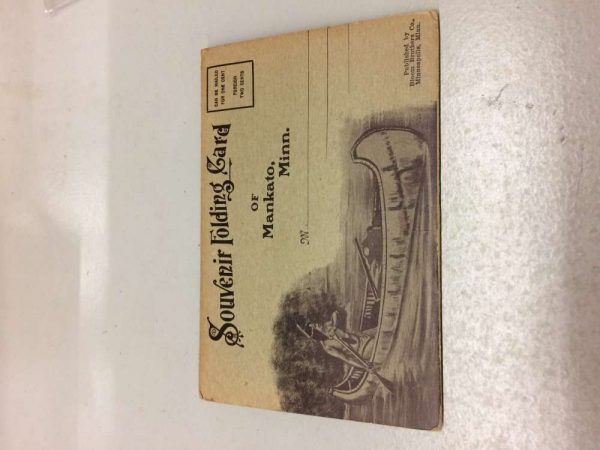 Souvenir Folding Card
OF
Mankato,
Minn.
CAN BE MAILED
FOR ONE CENT
FOREIGN
TWO CENTS
Published by
Bloom Brothers Co.,
Minneapolis, Minn.